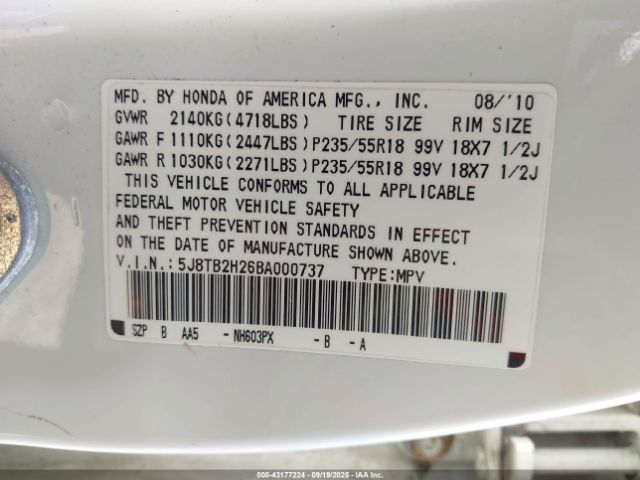 MFD. BY HONDA OF AMERICA MFG., INC. 08/'10
GVWR 2140KG(4718LBS) TIRE SIZE RIM SIZE
GAWR F 1110KG(2447LBS) P235/55R18 99V 18X7 1/2J
GAWR R 1030KG(2271LBS) P235/55R18 99V 18X7 1/2J
THIS VEHICLE CONFORMS TO ALL APPLICABLE
FEDERAL MOTOR VEHICLE SAFETY
AND THEFT PREVENTION STANDARDS IN EFFECT
ON THE DATE OF MANUFACTURE SHOWN ABOVE.
V.I.N.:5J8TB2H26BA000737 TYPE:MPV
SZP B AA5 - NH603PX - B - A
000-43177224 - 09/19/2025 - IAA Inc.